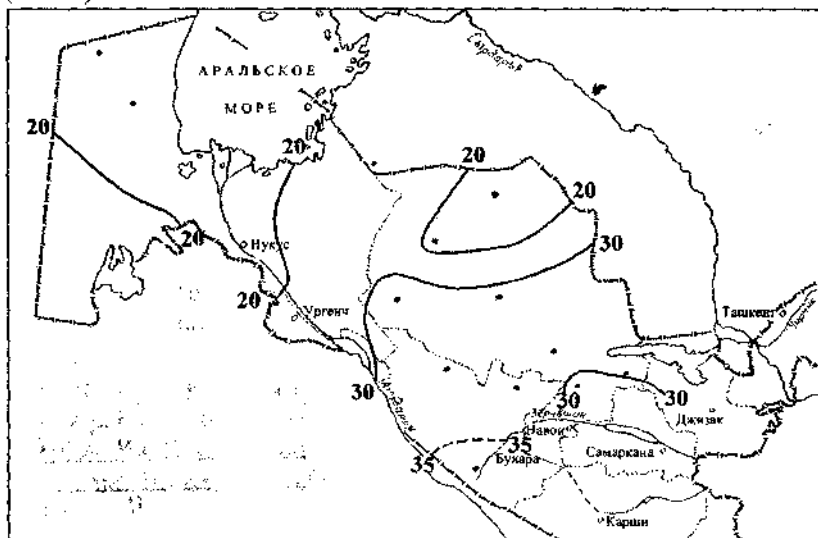 Сырдарья
АРАЛЬСКОЕ
МОРЕ
20
20
20
20
20
Нукус
30
20
Ургенч
Ташкент
30
30
30
Джизак
Навои
35
Бухара
Самарканд
35
Карши